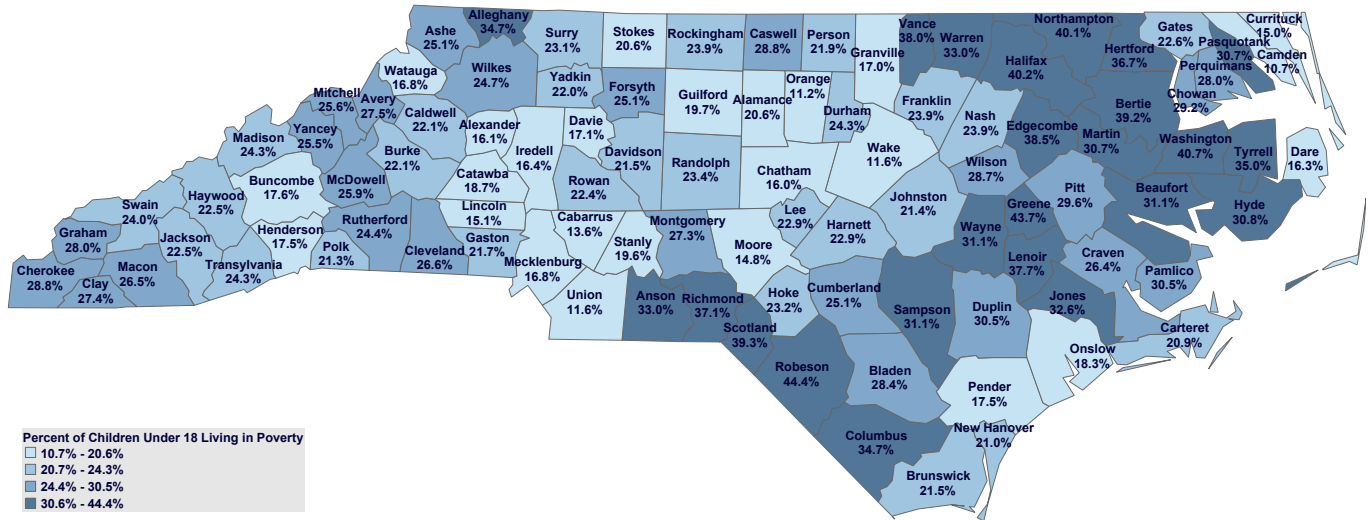 Alleghany
34.7%
Ashe
25.1%
Surry
23.1%
Stokes
20.6%
Rockingham
23.9%
Caswell
28.8%
Person
21.9%
Granville
17.0%
Vance
38.0%
Warren
33.0%
Northampton
40.1%
Gates
22.6%
Currituck
15.0%
Pasquotank
30.7%
Camden
10.7%
Hertford
36.7%
Halifax
40.2%
Perquimans
28.0%
Chowan
29.2%
Watauga
16.8%
Wilkes
24.7%
Yadkin
22.0%
Forsyth
25.1%
Guilford
19.7%
Alamance
20.6%
Orange
11.2%
Durham
24.3%
Franklin
23.9%
Nash
23.9%
Edgecombe
38.5%
Bertie
39.2%
Martin
30.7%
Washington
40.7%
Tyrrell
35.0%
Dare
16.3%
Mitchell
25.6%
Avery
27.5%
Caldwell
22.1%
Alexander
16.1%
Iredell
16.4%
Davie
17.1%
Davidson
21.5%
Randolph
23.4%
Chatham
16.0%
Wake
11.6%
Wilson
28.7%
Pitt
29.6%
Beaufort
31.1%
Hyde
30.8%
Madison
24.3%
Yancey
25.5%
Burke
22.1%
McDowell
25.9%
Catawba
18.7%
Rowan
22.4%
Johnston
21.4%
Greene
43.7%
Buncombe
17.6%
Haywood
22.5%
Swain
24.0%
Lincoln
15.1%
Cabarrus
13.6%
Lee
22.9%
Harnett
22.9%
Wayne
31.1%
Graham
28.0%
Jackson
22.5%
Henderson
17.5%
Rutherford
24.4%
Polk
21.3%
Cleveland
26.6%
Gaston
21.7%
Mecklenburg
16.8%
Stanly
19.6%
Montgomery
27.3%
Moore
14.8%
Lenoir
37.7%
Craven
26.4%
Pamlico
30.5%
Cherokee
28.8%
Clay
27.4%
Macon
26.5%
Transylvania
24.3%
Union
11.6%
Anson
33.0%
Richmond
37.1%
Hoke
23.2%
Cumberland
25.1%
Sampson
31.1%
Duplin
30.5%
Jones
32.6%
Carteret
20.9%
Scotland
39.3%
Onslow
18.3%
Robeson
44.4%
Bladen
28.4%
Pender
17.5%
Columbus
34.7%
New Hanover
21.0%
Brunswick
21.5%
Percent of Children Under 18 Living in Poverty
10.7% - 20.6%
20.7% - 24.3%
24.4% - 30.5%
30.6% - 44.4%